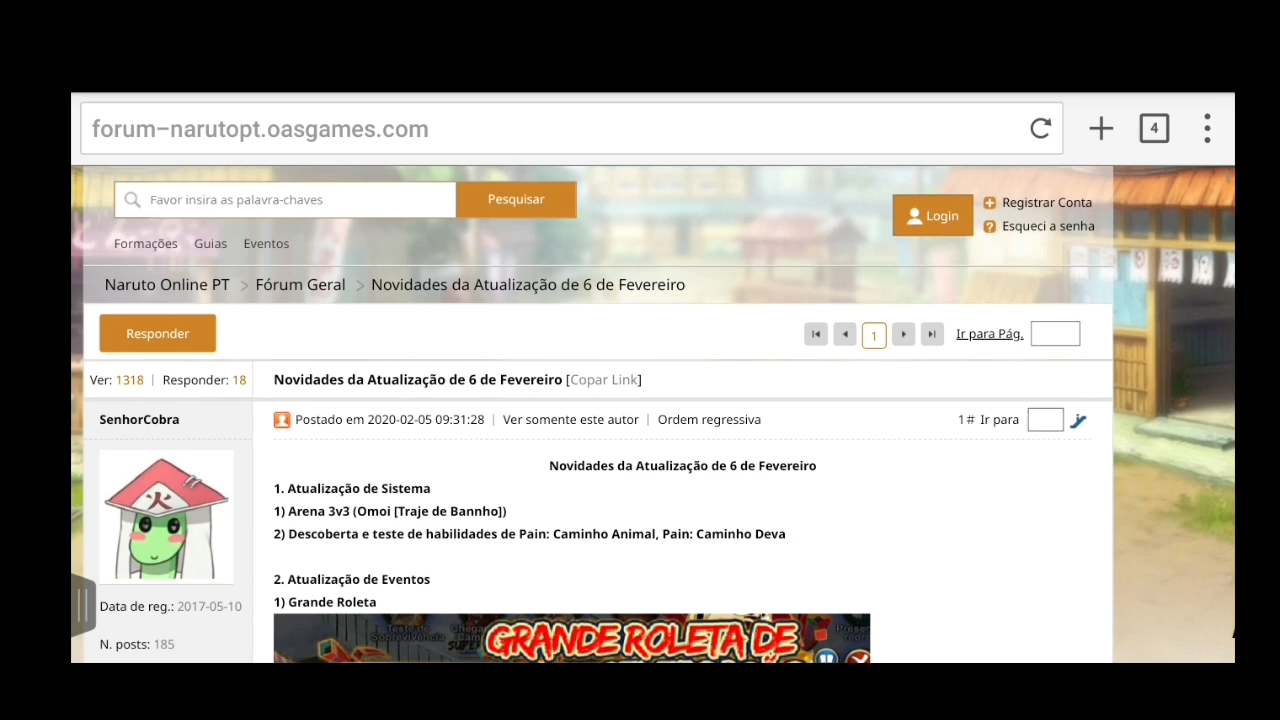 forum-narutopt.oasgames.com
4
Favor insira as palavra-chaves
Pesquisar
Login
Registrar Conta
Esqueci a senha
Formações Guias Eventos
Naruto Online PT > Fórum Geral > Novidades da Atualização de 6 de Fevereiro
Responder
1
Ir para Pág.
Ver: 1318 | Responder: 18
Novidades da Atualização de 6 de Fevereiro [Copar Link]
SenhorCobra
Postado em 2020-02-05 09:31:28 | Ver somente este autor | Ordem regressiva
1# Ir para
火
Novidades da Atualização de 6 de Fevereiro
1. Atualização de Sistema
1) Arena 3v3 (Omoi [Traje de Bannho])
2) Descoberta e teste de habilidades de Pain: Caminho Animal, Pain: Caminho Deva
2. Atualização de Eventos
1) Grande Roleta
Data de reg.: 2017-05-10
N. posts: 185
GRANDE ROLETA DE